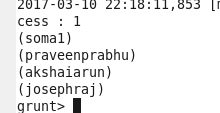 2017-03-10 22:18:11,853 [m
cess : 1
(soma1)
(praveenprabhu)
(akshaiarun)
(josephraj)
grunt>